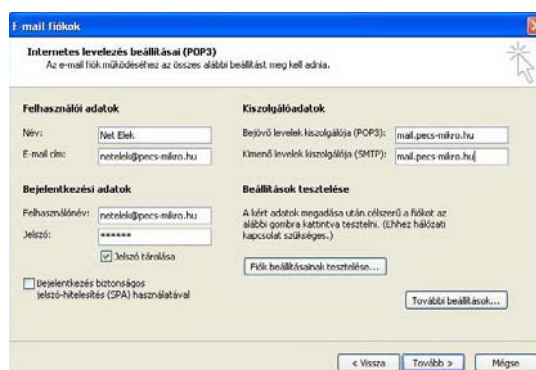 E-mail fiókok
Internetes levelezés beállításai (POP3)
Az e-mail fiók működéséhez az összes alábbi beállítást meg kell adnia.
Felhasználói adatok
Név: Net Elek
E-mail cím: netelek@pecs-mikro.hu
Bejelentkezési adatok
Felhasználónév: netelek@pecs-mikro.hu
Jelszó: ******
Jelszó tárolása
Bejelentkezés biztonságos
jelszó-hitelesítés (SPA) használatával
Kiszolgálóadatok
Bejövő levelek kiszolgálója (POP3): mail.pecs-mikro.hu
Kimenő levelek kiszolgálója (SMTP): mail.pecs-mikro.hu
Beállítások tesztelése
A kért adatok megadása után célszerű a fiókot az
alábbi gombra kattintva tesztelni. (Ehhez hálózati
kapcsolat szükséges.)
Fiók beállításainak tesztelése...
További beállítások...
< Vissza
Tovább >
Mégse